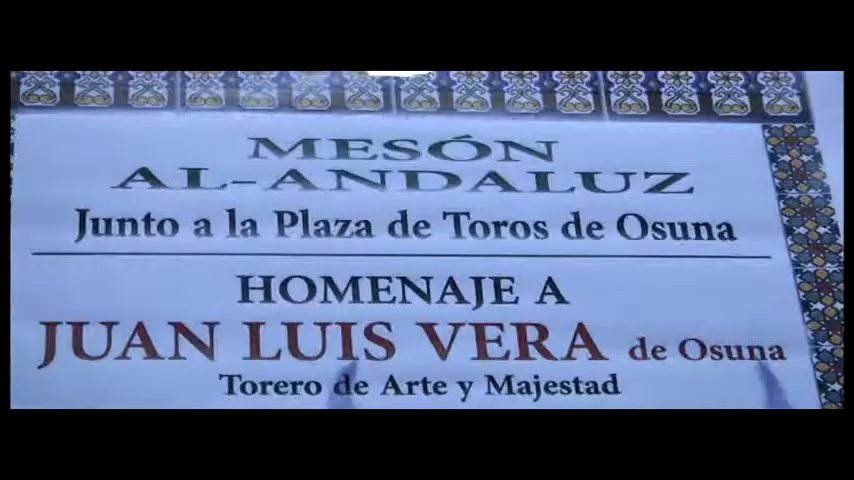 MESÓN
AL-ANDALUZ
Junto a la Plaza de Toros de Osuna
HOMENAJE A
JUAN LUIS VERA de Osuna
Torero de Arte y Majestad